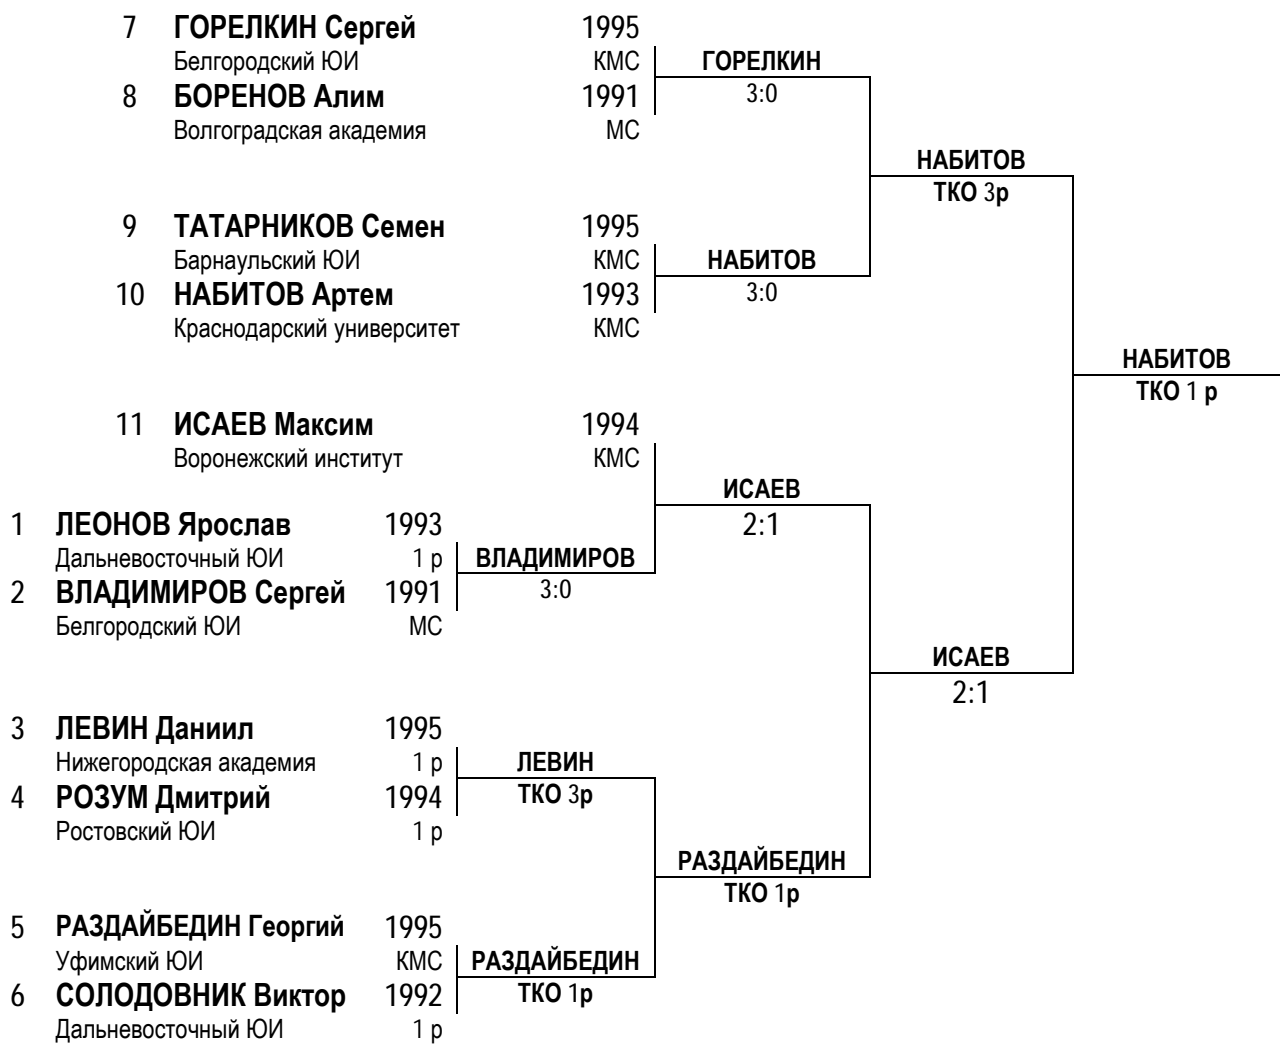 7 ГОРЕЛКИН Сергей 1995
Белгородский ЮИ КМС ГОРЕЛКИН
8 БОРЕНОВ Алим 1991 3:0
Волгоградская академия МС
НАБИТОВ
ТКО 3р
9 ТАТАРНИКОВ Семен 1995
Барнаульский ЮИ КМС НАБИТОВ
10 НАБИТОВ Артем 1993 3:0
Краснодарский университет КМС
НАБИТОВ
ТКО 1 р
11 ИСАЕВ Максим 1994
Воронежский институт КМС
ИСАЕВ
1 ЛЕОНОВ Ярослав 1993 2:1
Дальневосточный ЮИ 1 р ВЛАДИМИРОВ
2 ВЛАДИМИРОВ Сергей 1991 3:0
Белгородский ЮИ МС
ИСАЕВ
2:1
3 ЛЕВИН Даниил 1995
Нижегородская академия 1 р ЛЕВИН
4 РОЗУМ Дмитрий 1994 ТКО 3р
Ростовский ЮИ 1 р
РАЗДАЙБЕДИН
ТКО 1р
5 РАЗДАЙБЕДИН Георгий 1995
Уфимский ЮИ КМС РАЗДАЙБЕДИН
6 СОЛОДОВНИК Виктор 1992 ТКО 1р
Дальневосточный ЮИ 1 р